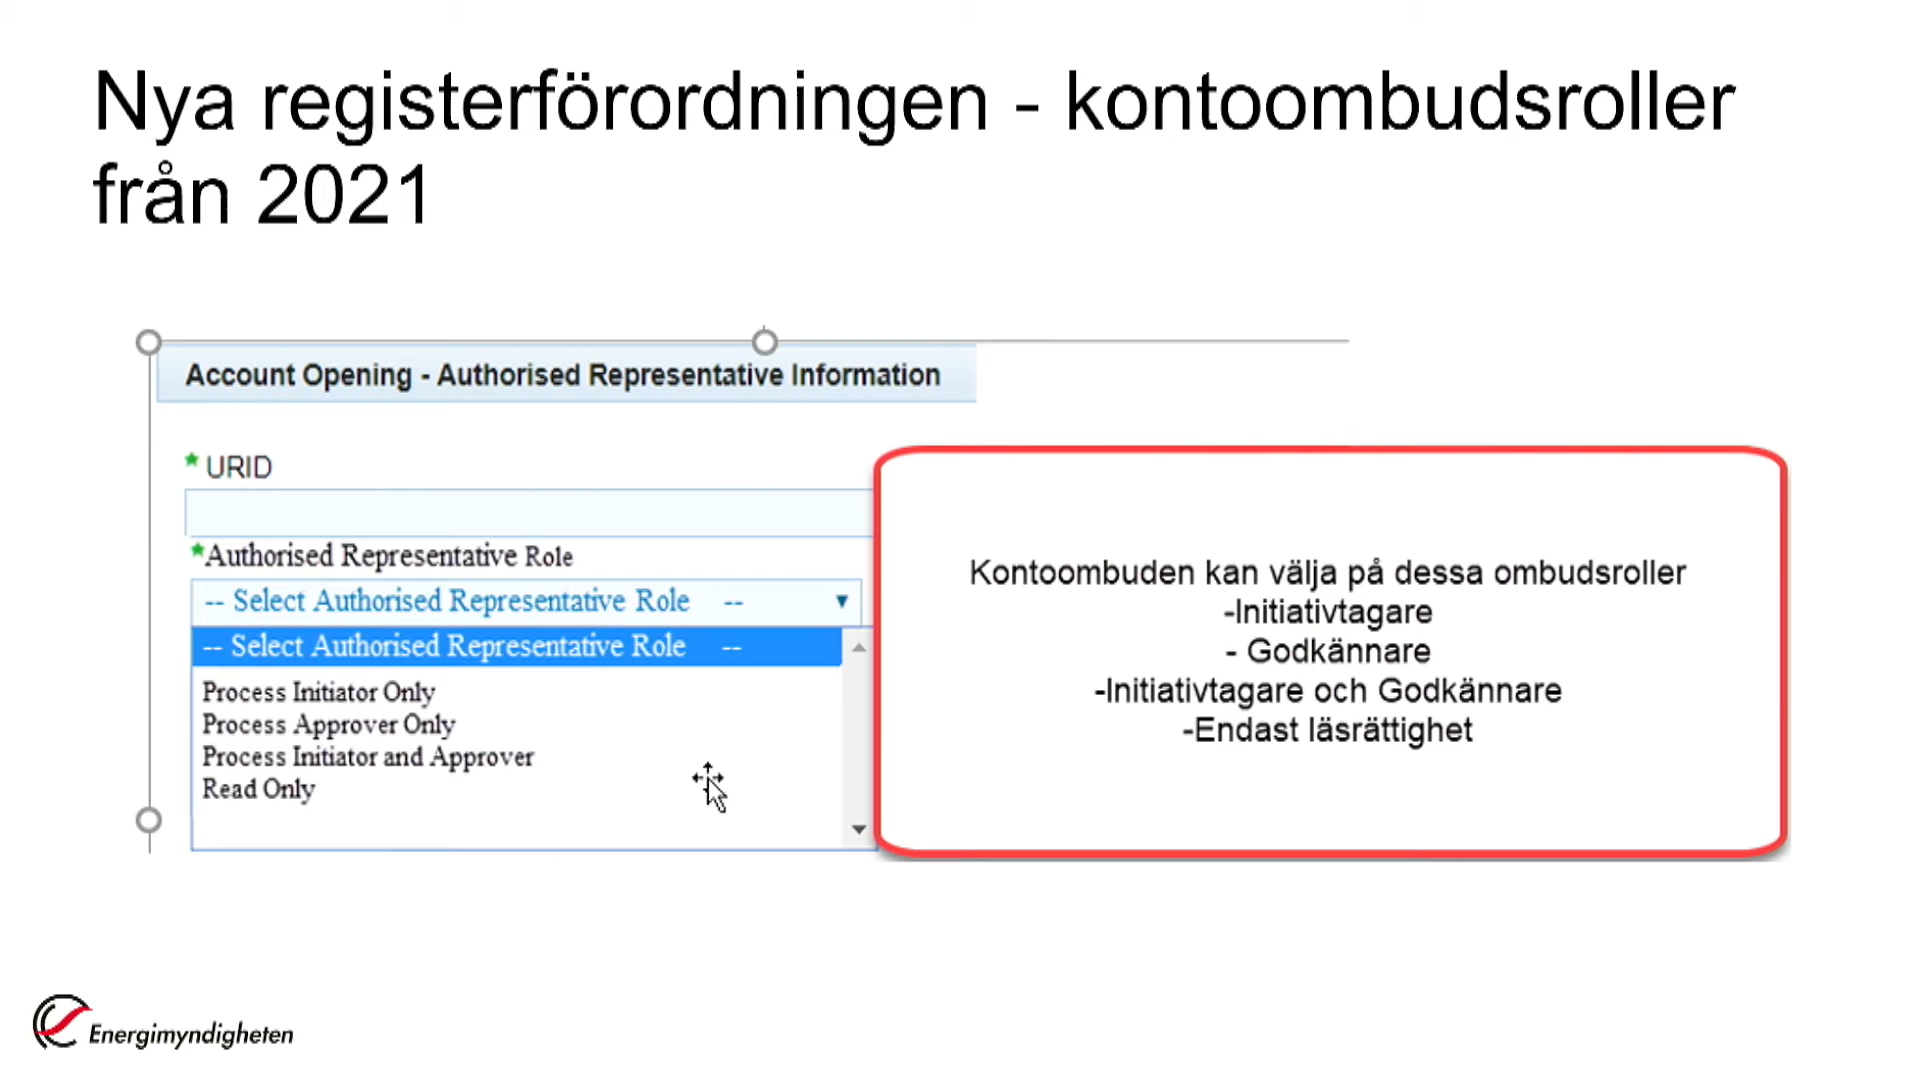 Nya registerförordningen - kontoombudsroller
från 2021
Account Opening - Authorised Representative Information
* URID
*Authorised Representative Role
-- Select Authorised Representative Role --
-- Select Authorised Representative Role --
Process Initiator Only
Process Approver Only
Process Initiator and Approver
Read Only
Kontoombuden kan välja på dessa ombudsroller
-Initiativtagare
- Godkännare
-Initiativtagare och Godkännare
-Endast läsrättighet
Energimyndigheten